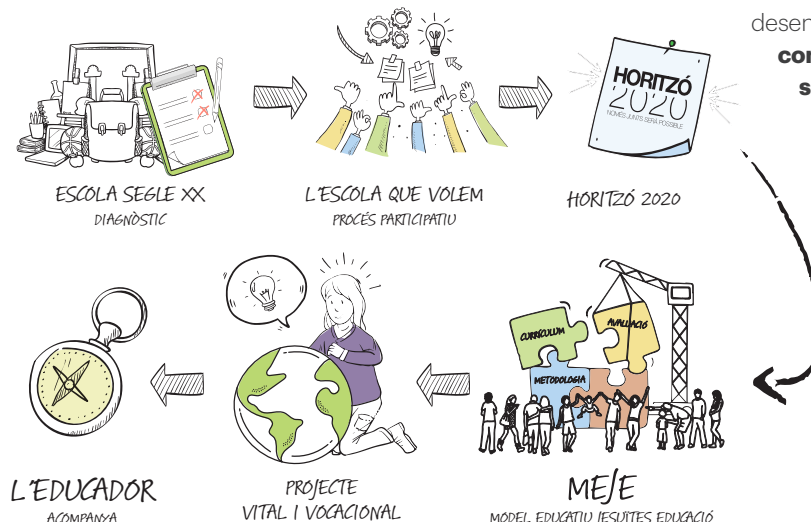 desen
con
s
HORITZÓ
2020
NOMÉS JUNTS SERÀ POSSIBLE
ESCOLA SEGLE XX
DIAGNÒSTIC
L'ESCOLA QUE VOLEM
PROCÉS PARTICIPATIU
HORITZÓ 2020
CURRÍCULUM
AVALUACIÓ
METODOLOGIA
L'EDUCADOR
ACOMPANYA
PROJECTE
VITAL I VOCACIONAL
MEJE
MODEL EDUCATIU JESUÏTES EDUCACIÓ